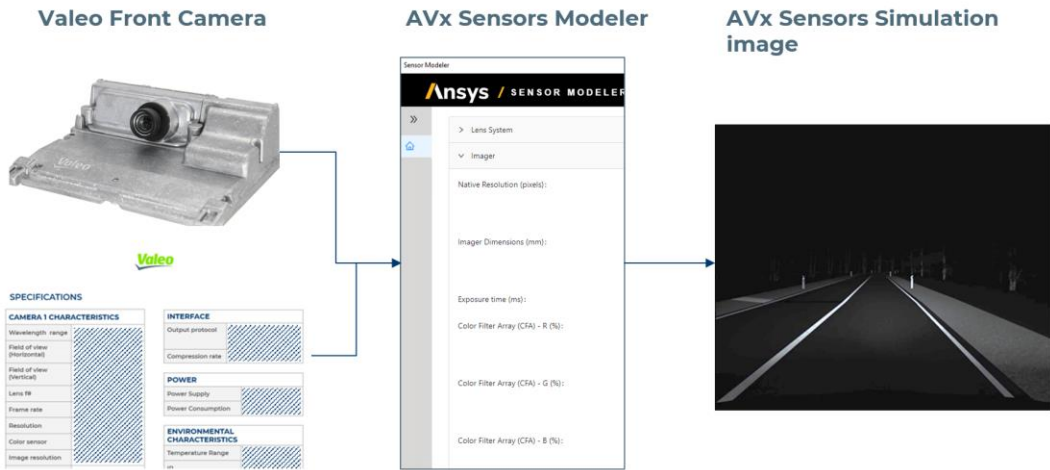 Valeo Front Camera
AVx Sensors Modeler
AVx Sensors Simulation
image
Valeo
Valeo
SPECIFICATIONS
CAMERA 1 CHARACTERISTICS
Wavelength range
Field of view
(Horizontal)
Field of view
(Vertical)
Lens f#
Frame rate
Resolution
Color sensor
Image resolution
INTERFACE
Output protocol
Compression rate
POWER
Power Supply
Power Consumption
ENVIRONMENTAL
CHARACTERISTICS
Temperature Range
Sensor Modeler
Ansys / SENSOR MODELER
» 
> Lens System
Imager
Native Resolution (pixels):
Imager Dimensions (mm):
Exposure time (ms):
Color Filter Array (CFA) - R (%):
Color Filter Array (CFA) - G (%):
Color Filter Array (CFA) - B (%):